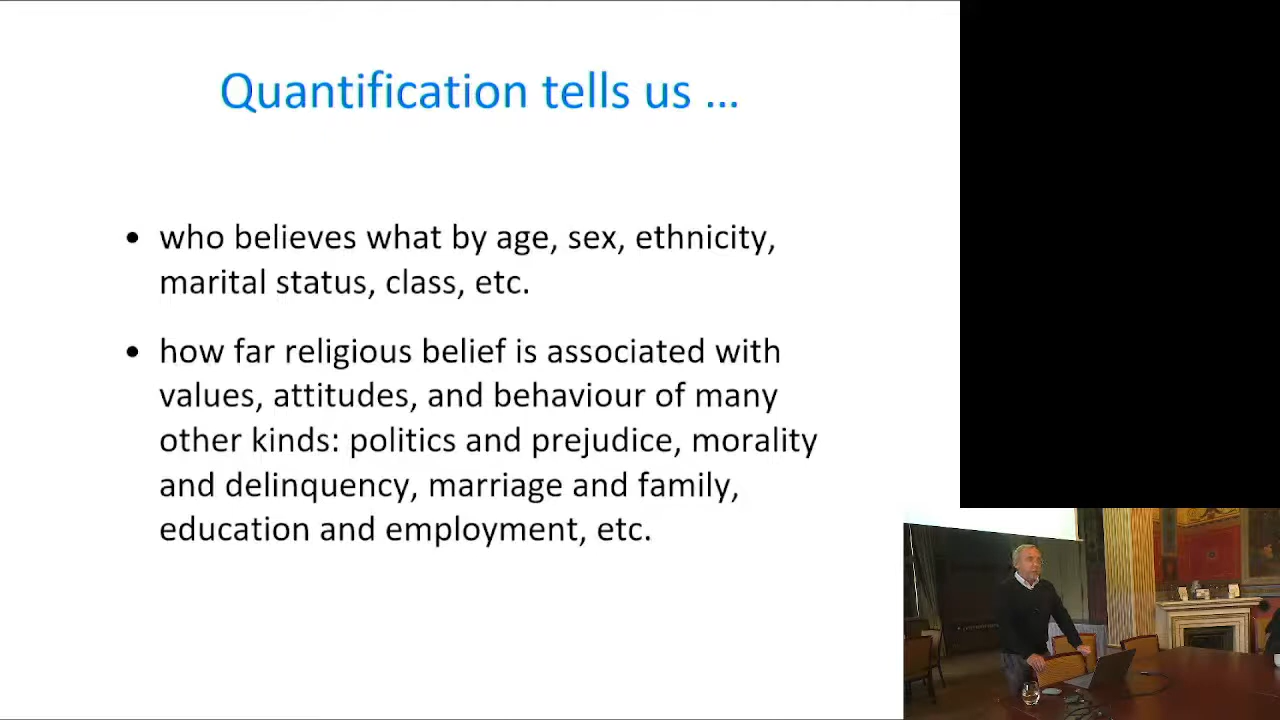 Quantification tells us ...
• who believes what by age, sex, ethnicity,
marital status, class, etc.
• how far religious belief is associated with
values, attitudes, and behaviour of many
other kinds: politics and prejudice, morality
and delinquency, marriage and family,
education and employment, etc.